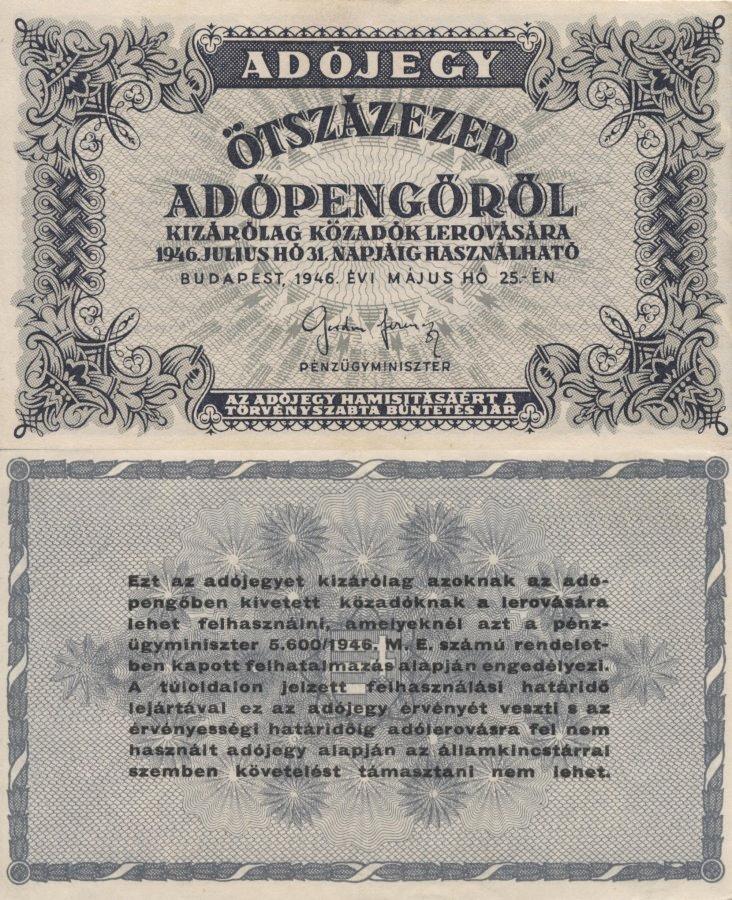 ADÓJEGY
ÖTSZÁZEZER
ADÓPENGŐRŐL
KIZÁRÓLAG KÖZADÓK LEROVÁSÁRA
1946. JULIUS HÓ 31. NAPJÁIG HASZNÁLHATÓ
BUDAPEST, 1946. ÉVI MÁJUS HÓ 25.-ÉN
Gordon Ferenc
PÉNZÜGYMINISZTER
AZ ADÓJEGY HAMISITÁSÁÉRT A
TÖRVÉNYSZABTA BÜNTETÉS JÁR
Ezt az adójegyet kizárólag azoknak az adó-
pengőben kivetett közadóknak a lerovására
lehet felhasználni, amelyeknél azt a pénz-
ügyminiszter 5.600/1946. M. E. számú rendelet-
ben kapott felhatalmazás alapján engedélyezi.
A túloldalon jelzett felhasználási határidő
lejártával ez az adójegy érvényét veszti s az
érvényességi határidőig adólerovásra fel nem
használt adójegy alapján az államkincstárral
szemben követelést támasztani nem lehet.